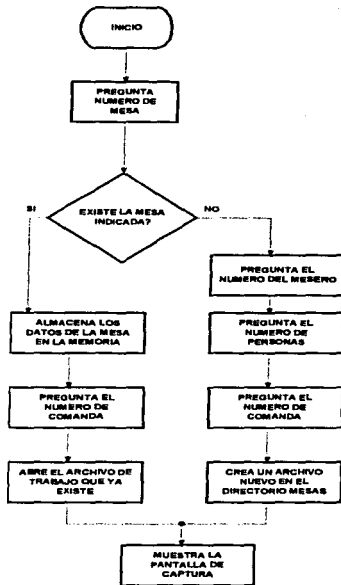 INICIO
PREGUNTA
NUMERO DE
MESA
EXISTE LA MESA
INDICADA?
SI
NO
ALMACENA LOS
DATOS DE LA MESA
EN LA MEMORIA
PREGUNTA EL
NUMERO DE
COMANDA
ABRE EL ARCHIVO DE
TRABAJO QUE YA
EXISTE
PREGUNTA EL
NUMERO DEL MESERO
PREGUNTA EL
NUMERO DE
PERSONAS
PREGUNTA EL
NUMERO DE
COMANDA
CREA UN ARCHIVO
NUEVO EN EL
DIRECTORIO MESAS
MUESTRA LA
PANTALLA DE
CAPTURA